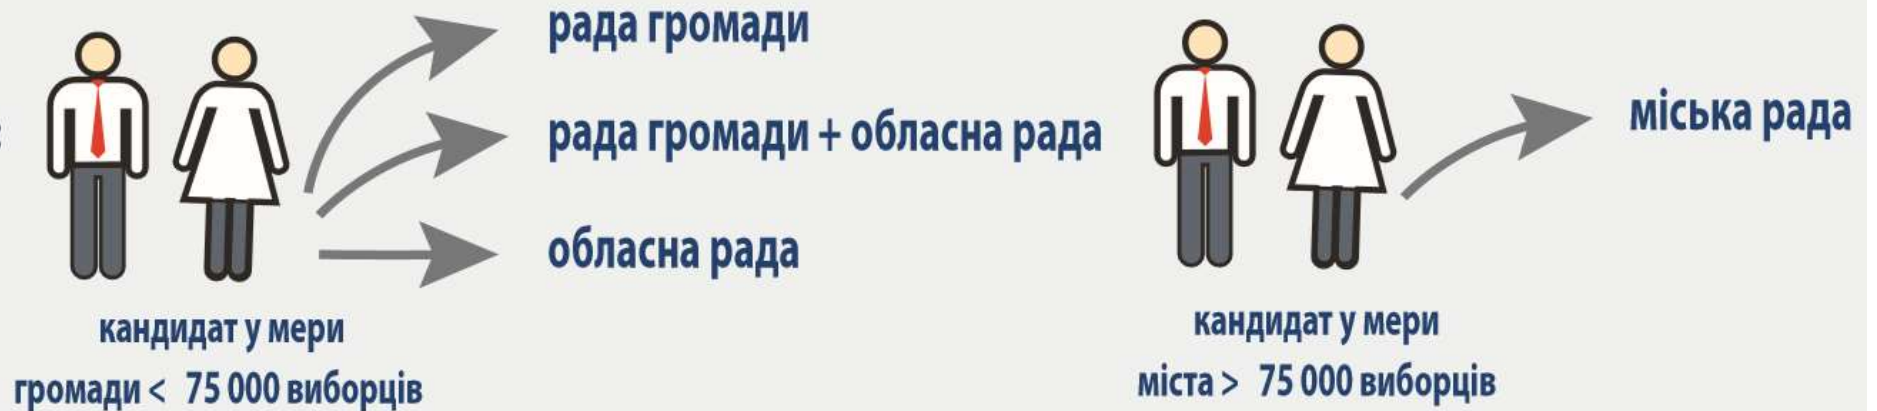 рада громади
рада громади + обласна рада
обласна рада
кандидат у мери
громади < 75 000 виборців
міська рада
кандидат у мери
міста > 75 000 виборців